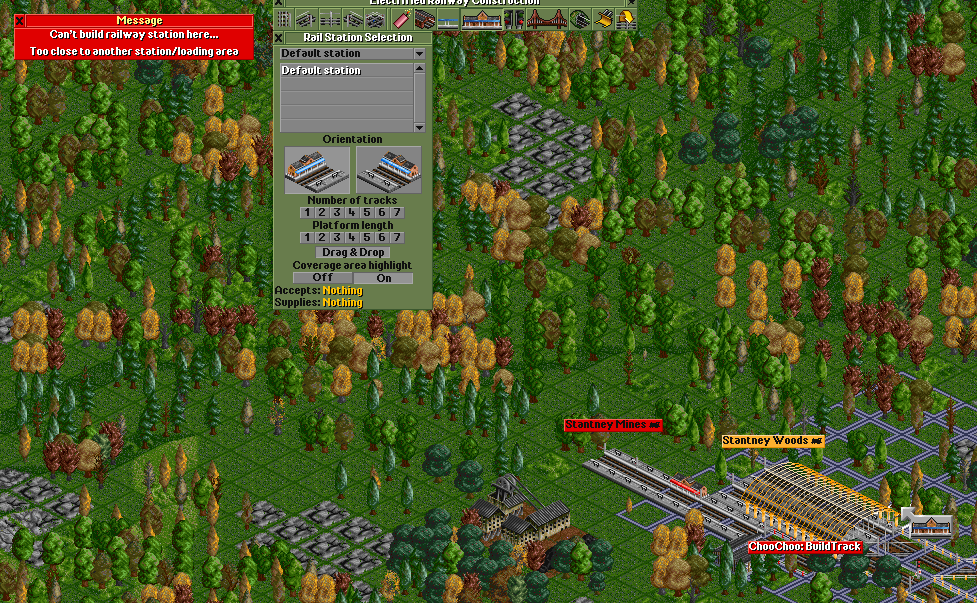 Electrified Railway Construction
Message
Can't build railway station here...
Too close to another station/loading area
Rail Station Selection
Default station
Default station
Orientation
Number of tracks
1 2 3 4 5 6 7
Platform length
1 2 3 4 5 6 7
Drag & Drop
Coverage area highlight
Off On
Accepts: Nothing
Supplies: Nothing
Stantney Mines
Stantney Woods
ChooChoo: BuildTrack